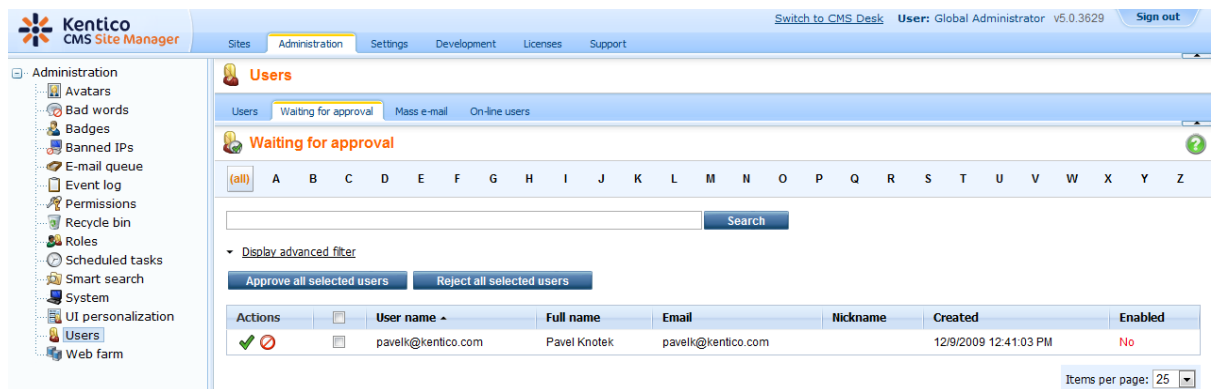 Kentico
CMS Site Manager
Switch to CMS Desk User: Global Administrator v5.0.3629 Sign out
Sites Administration Settings Development Licenses Support
Administration
Avatars
Bad words
Badges
Banned IPs
E-mail queue
Event log
Permissions
Recycle bin
Roles
Scheduled tasks
Smart search
System
UI personalization
Users
Web farm
Users
Users Waiting for approval Mass e-mail On-line users
Waiting for approval
(all) A B C D E F G H I J K L M N O P Q R S T U V W X Y Z
Search
Display advanced filter
Approve all selected users Reject all selected users
Actions User name Full name Email Nickname Created Enabled
pavelk@kentico.com Pavel Knotek pavelk@kentico.com 12/9/2009 12:41:03 PM No
Items per page: 25